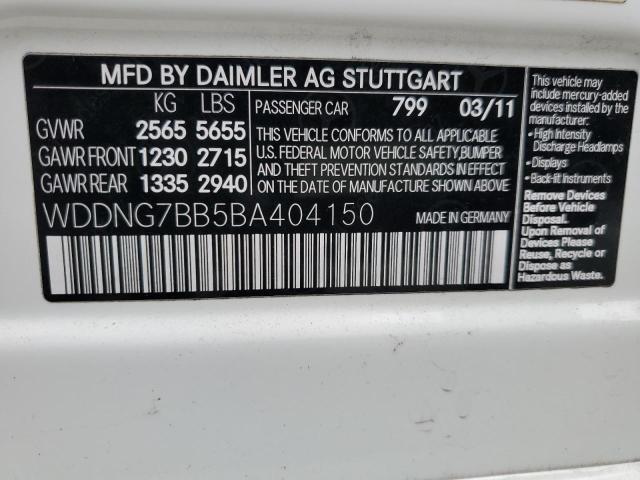 MFD BY DAIMLER AG STUTTGART
KG LBS
GVWR 2565 5655
GAWR FRONT 1230 2715
GAWR REAR 1335 2940
PASSENGER CAR 799 03/11
THIS VEHICLE CONFORMS TO ALL APPLICABLE
U.S. FEDERAL MOTOR VEHICLE SAFETY, BUMPER
AND THEFT PREVENTION STANDARDS IN EFFECT
ON THE DATE OF MANUFACTURE SHOWN ABOVE.
WDDNG7BB5BA404150 MADE IN GERMANY
This vehicle may
include mercury-added
devices installed by the
manufacturer:
• High Intensity
Discharge Headlamps
• Displays
• Back-lit instruments
Remove Devices
Before Vehicle
Disposal.
Upon Removal of
Devices Please
Reuse, Recycle or
Dispose as
Hazardous Waste.